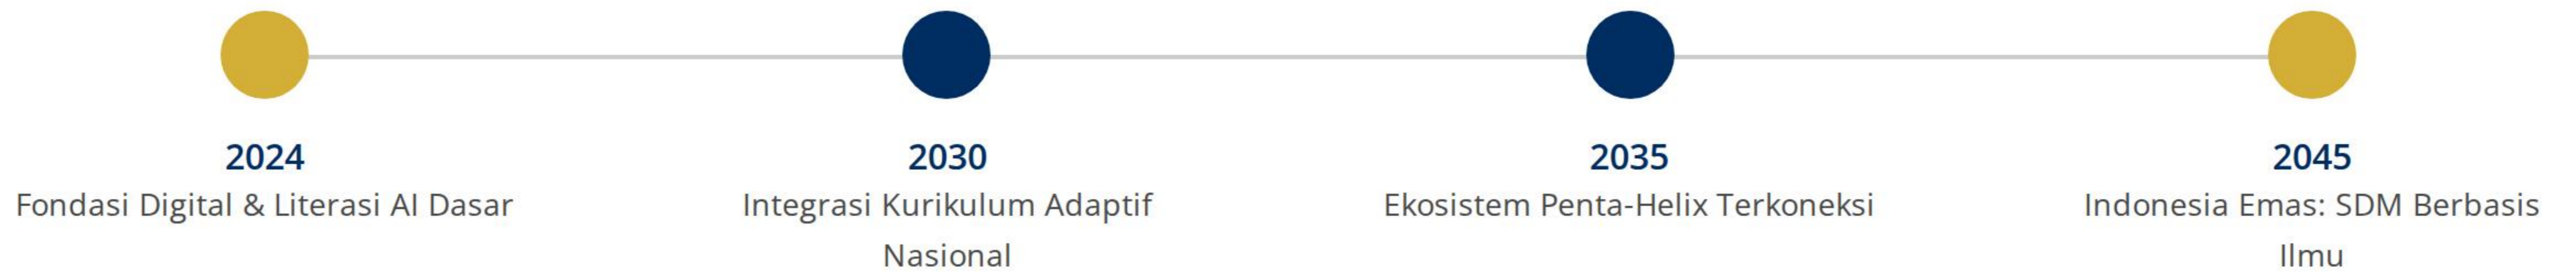 2024
Fondasi Digital & Literasi AI Dasar
2030
Integrasi Kurikulum Adaptif
Nasional
2035
Ekosistem Penta-Helix Terkoneksi
2045
Indonesia Emas: SDM Berbasis
Ilmu